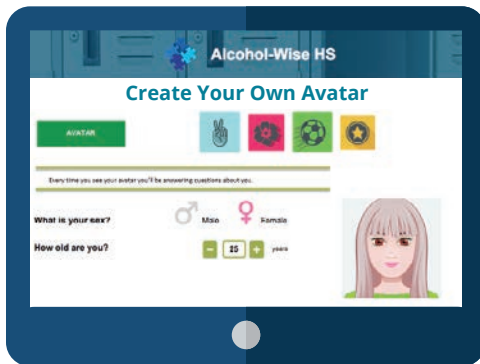 Alcohol-Wise HS
Create Your Own Avatar
AVATAR
Every time you see your avatar you'll be answering questions about you.
What is your sex? Male Female
How old are you? - 15 + years